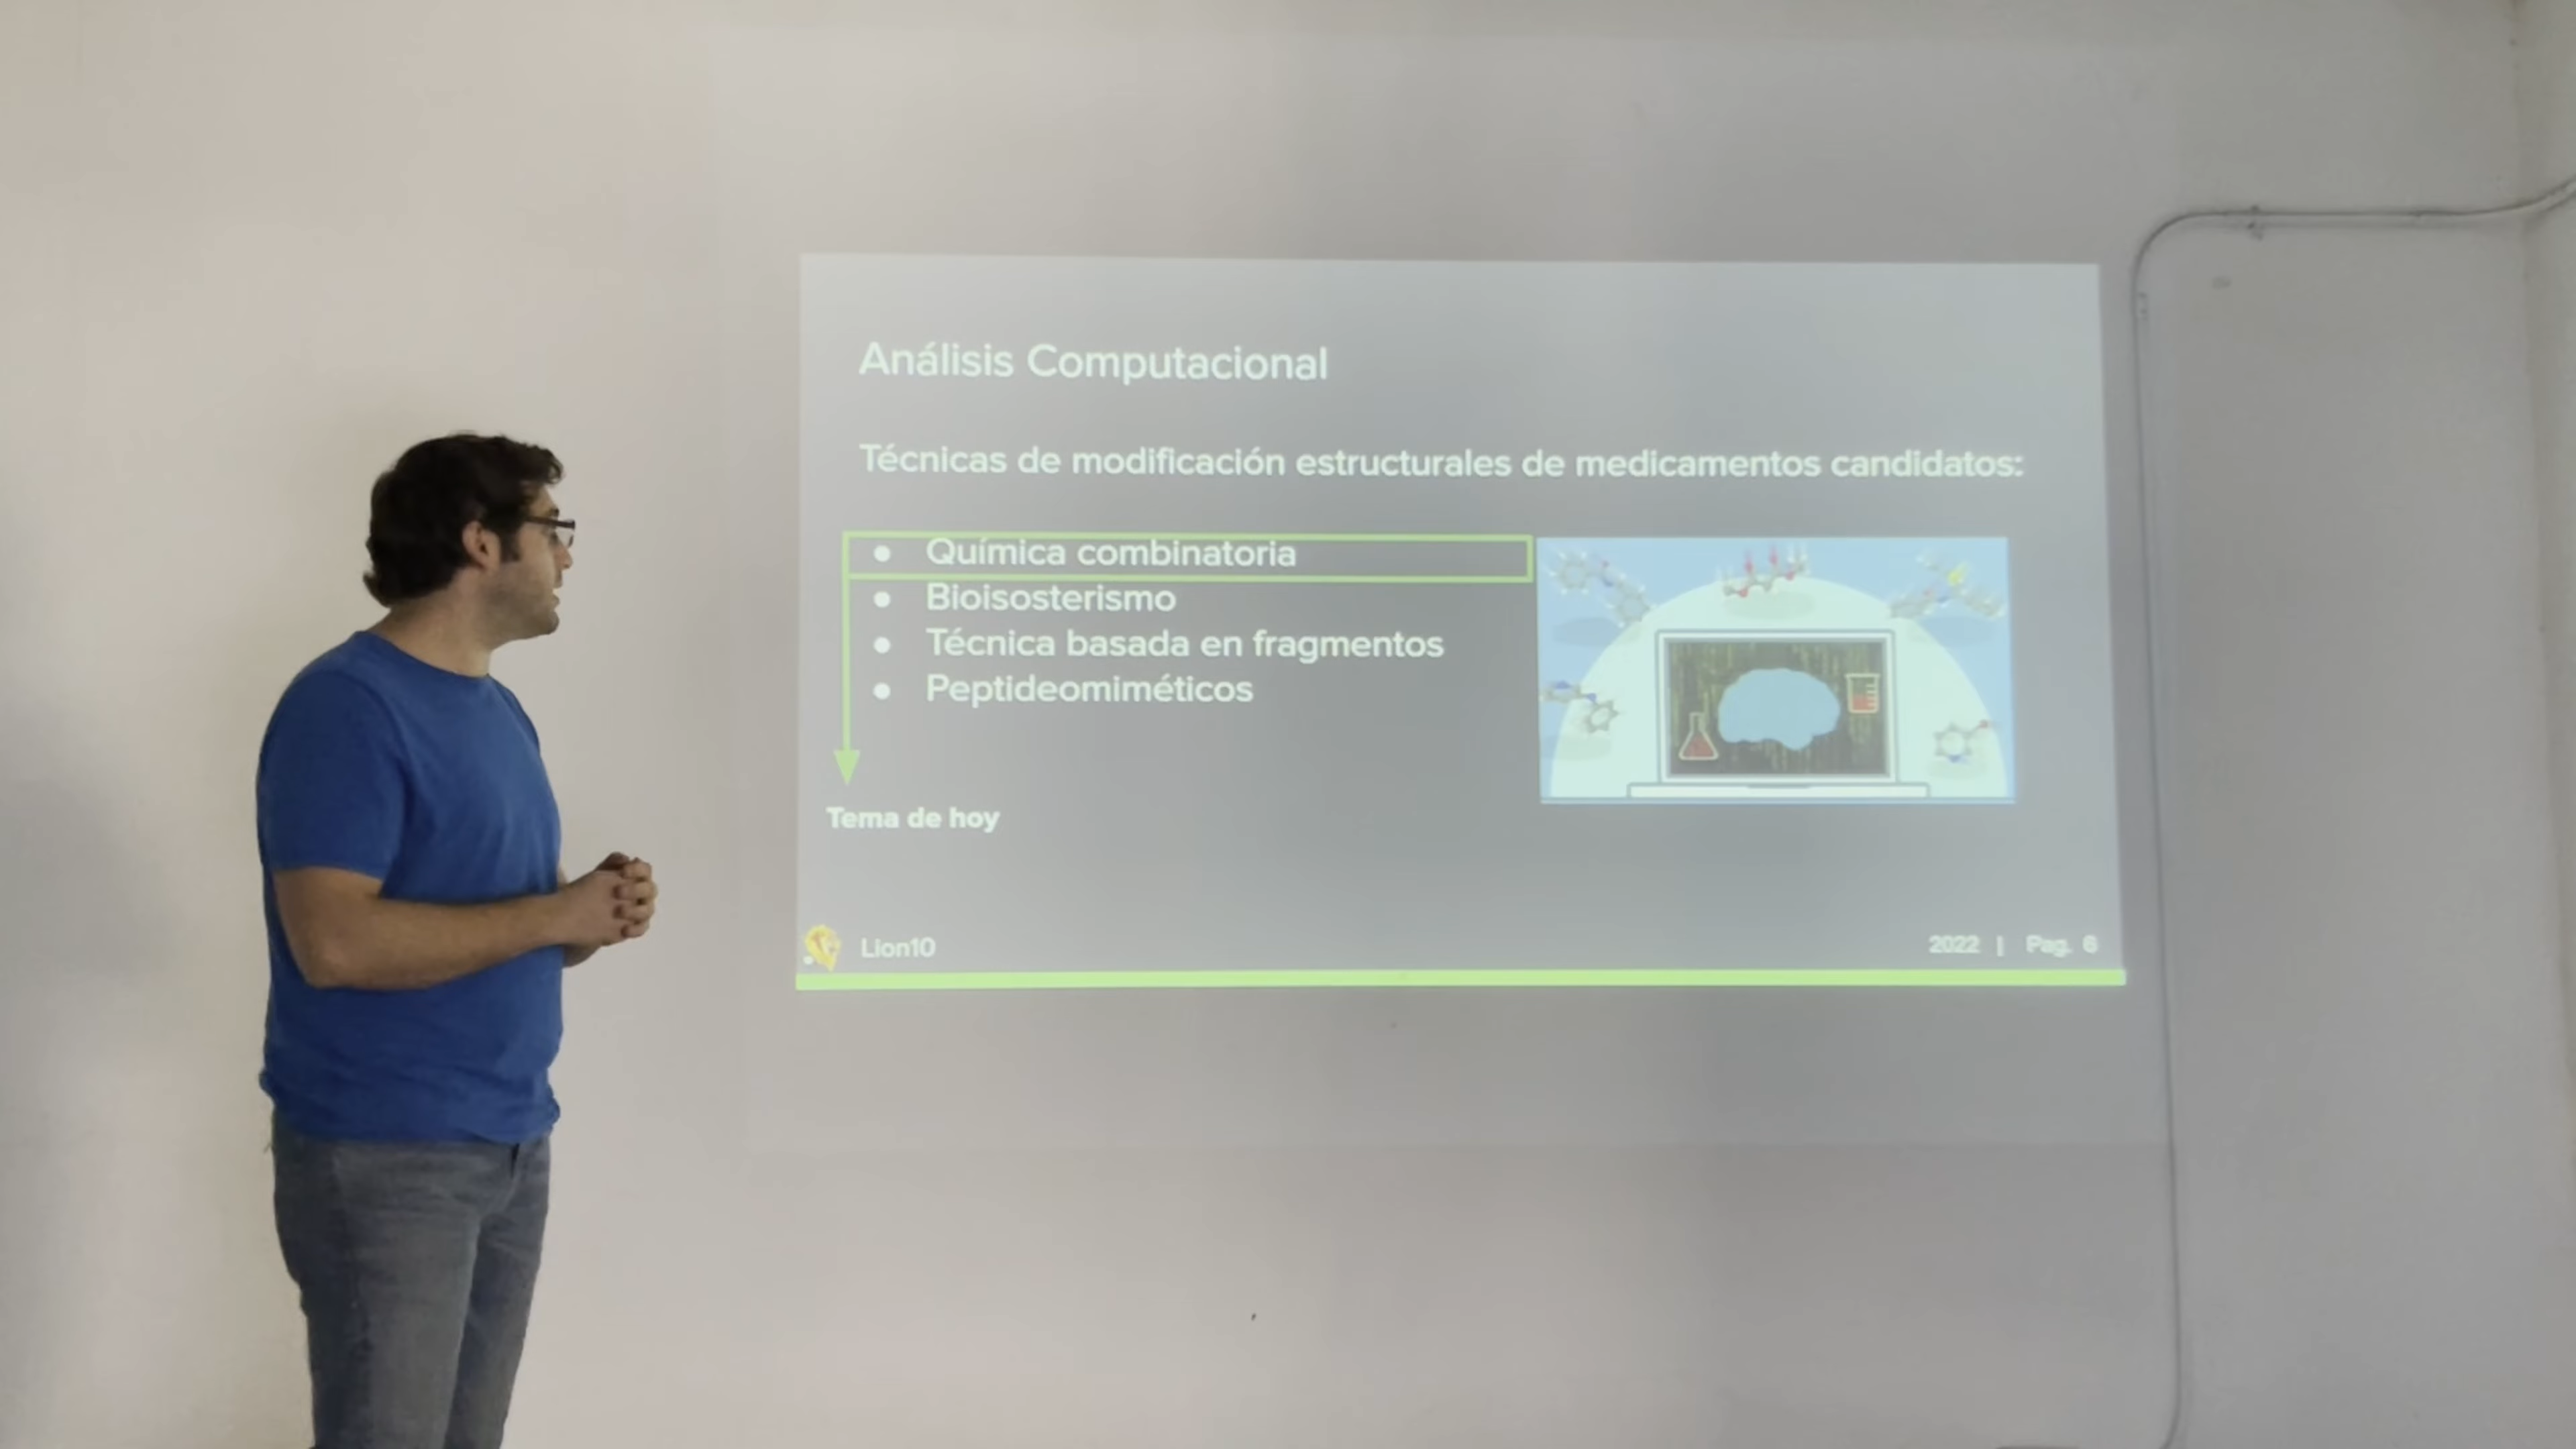 Análisis Computacional
Técnicas de modificación estructurales de medicamentos candidatos:
● Química combinatoria
● Bioisosterismo
● Técnica basada en fragmentos
● Peptideomiméticos
Tema de hoy
Lion10
2022 | Pag. 6